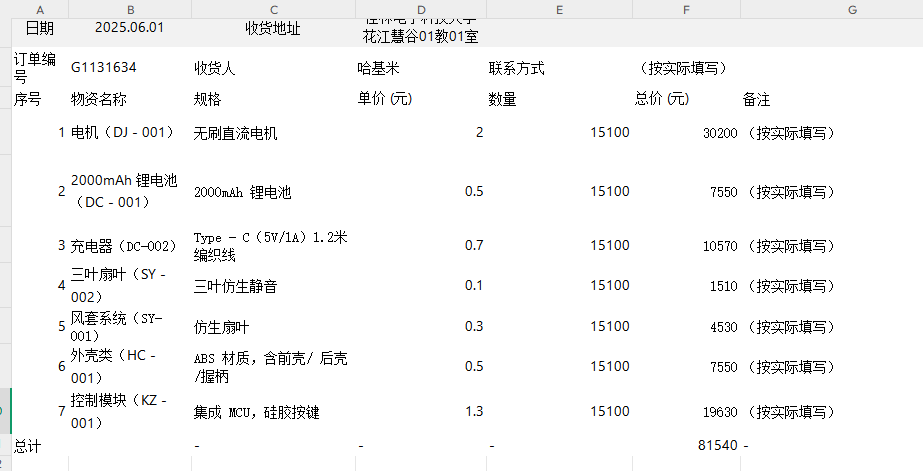 A B C D E F G
日期 2025.06.01 收货地址
花江慧谷01教01室
订单编
号 G1131634 收货人 哈基米 联系方式 （按实际填写）
序号 物资名称 规格 单价 (元) 数量 总价 (元) 备注
1 电机（DJ - 001） 无刷直流电机 2 15100 30200 （按实际填写）
2 2000mAh 锂电池
（DC - 001） 2000mAh 锂电池 0.5 15100 7550 （按实际填写）
3 充电器（DC-002） Type - C（5V/1A）1.2米
编织线 0.7 15100 10570 （按实际填写）
4 三叶扇叶（SY -
002） 三叶仿生静音 0.1 15100 1510 （按实际填写）
5 风套系统（SY-
001） 仿生扇叶 0.3 15100 4530 （按实际填写）
6 外壳类（HC -
001） ABS 材质，含前壳/ 后壳
/握柄 0.5 15100 7550 （按实际填写）
7 控制模块（KZ -
001） 集成 MCU，硅胶按键 1.3 15100 19630 （按实际填写）
总计 - - - 81540 -